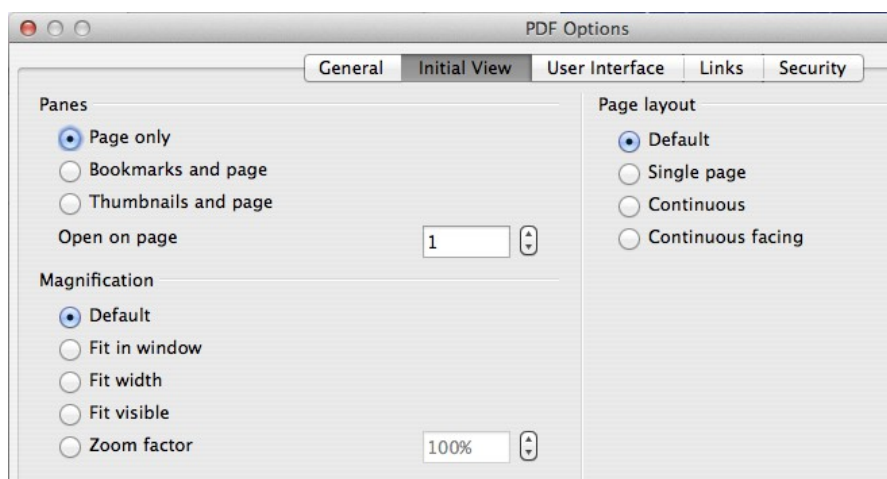 PDF Options
General Initial View User Interface Links Security
Panes
Page only
Bookmarks and page
Thumbnails and page
Open on page 1
Magnification
Default
Fit in window
Fit width
Fit visible
Zoom factor 100%
Page layout
Default
Single page
Continuous
Continuous facing